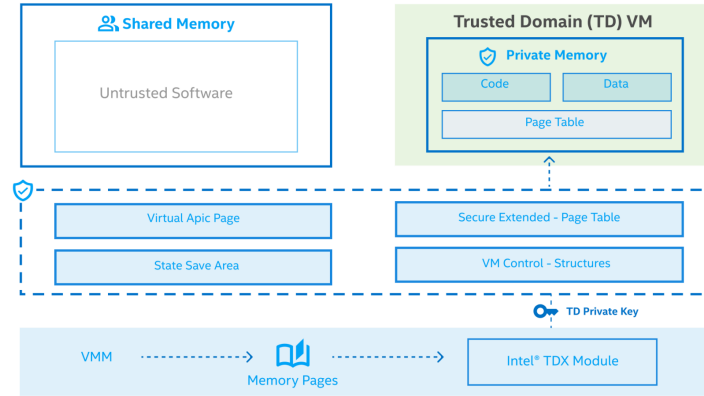 Shared Memory
Untrusted Software
Trusted Domain (TD) VM
Private Memory
Code
Data
Page Table
Virtual Apic Page
Secure Extended - Page Table
State Save Area
VM Control - Structures
TD Private Key
VMM
Memory Pages
Intel® TDX Module